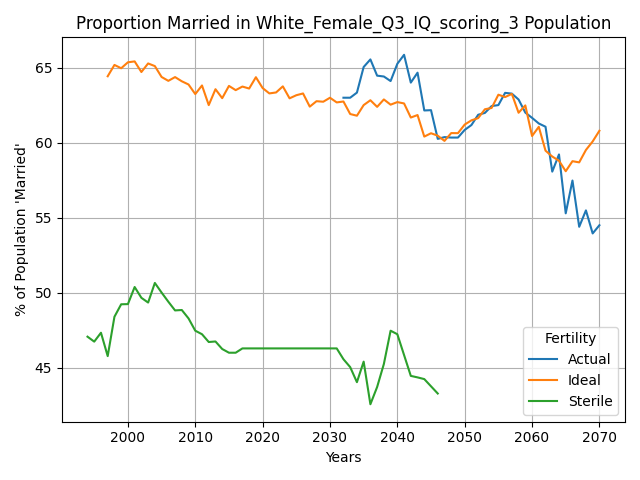 Proportion Married in White_Female_Q3_IQ_scoring_3 Population
% of Population 'Married'
65
60
55
50
45
2000 2010 2020 2030 2040 2050 2060 2070
Years
Fertility
Actual
Ideal
Sterile